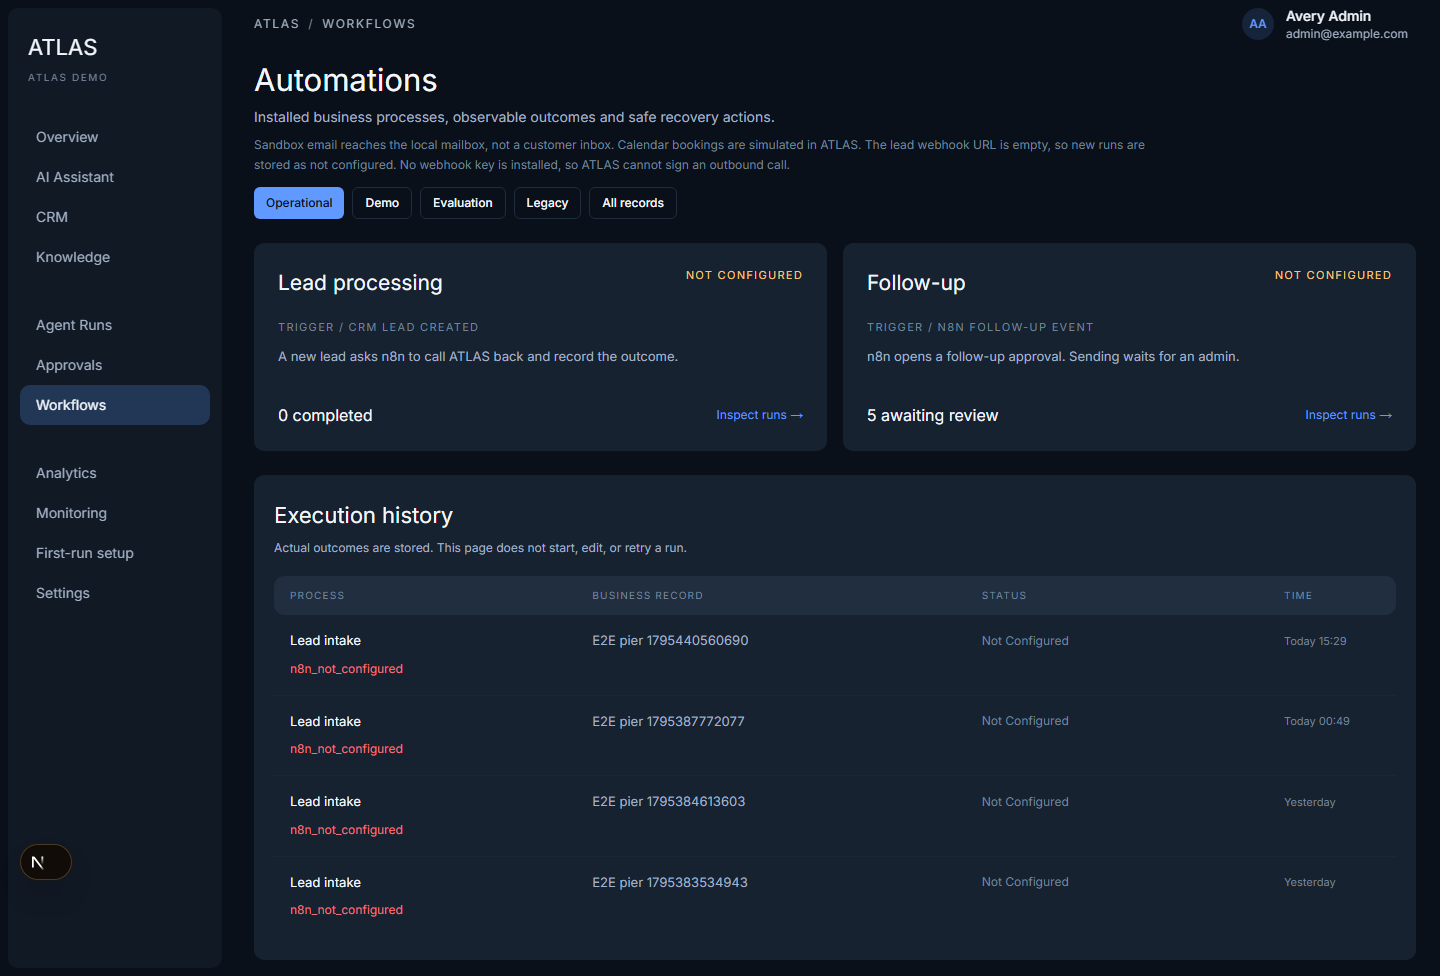 ATLAS
ATLAS DEMO
Overview
AI Assistant
CRM
Knowledge
Agent Runs
Approvals
Workflows
Analytics
Monitoring
First-run setup
Settings
N
ATLAS / WORKFLOWS
AA
Avery Admin
admin@example.com
Automations
Installed business processes, observable outcomes and safe recovery actions.
Sandbox email reaches the local mailbox, not a customer inbox. Calendar bookings are simulated in ATLAS. The lead webhook URL is empty, so new runs are
stored as not configured. No webhook key is installed, so ATLAS cannot sign an outbound call.
Operational Demo Evaluation Legacy All records
Lead processing NOT CONFIGURED
TRIGGER / CRM LEAD CREATED
A new lead asks n8n to call ATLAS back and record the outcome.
0 completed Inspect runs →
Follow-up NOT CONFIGURED
TRIGGER / N8N FOLLOW-UP EVENT
n8n opens a follow-up approval. Sending waits for an admin.
5 awaiting review Inspect runs →
Execution history
Actual outcomes are stored. This page does not start, edit, or retry a run.
PROCESS BUSINESS RECORD STATUS TIME
Lead intake E2E pier 1795440560690 Not Configured Today 15:29
n8n_not_configured
Lead intake E2E pier 1795387772077 Not Configured Today 00:49
n8n_not_configured
Lead intake E2E pier 1795384613603 Not Configured Yesterday
n8n_not_configured
Lead intake E2E pier 1795383534943 Not Configured Yesterday
n8n_not_configured